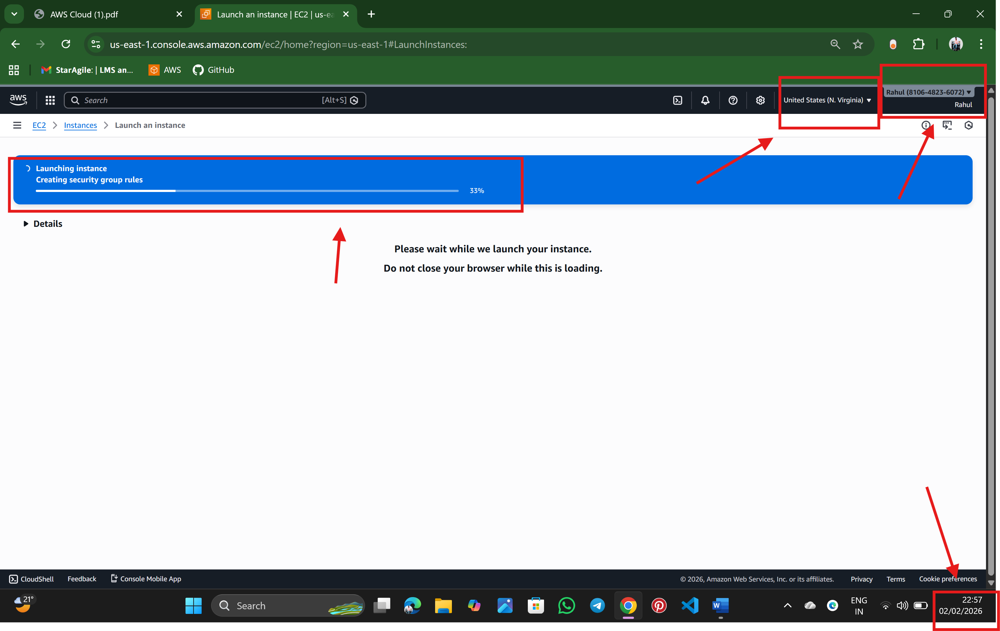 AWS Cloud (1).pdf
Launch an instance | EC2 | us-ea
us-east-1.console.aws.amazon.com/ec2/home?region=us-east-1#LaunchInstances:
StarAgile: | LMS an...
AWS
GitHub
aws
Search
[Alt+S]
United States (N. Virginia)
Rahul (8106-4823-6072)
Rahul
EC2
Instances
Launch an instance
Launching instance
Creating security group rules
33%
Details
Please wait while we launch your instance.
Do not close your browser while this is loading.
CloudShell
Feedback
Console Mobile App
© 2026, Amazon Web Services, Inc. or its affiliates.
Privacy
Terms
Cookie preferences
21°
Search
ENG
IN
22:57
02/02/2026